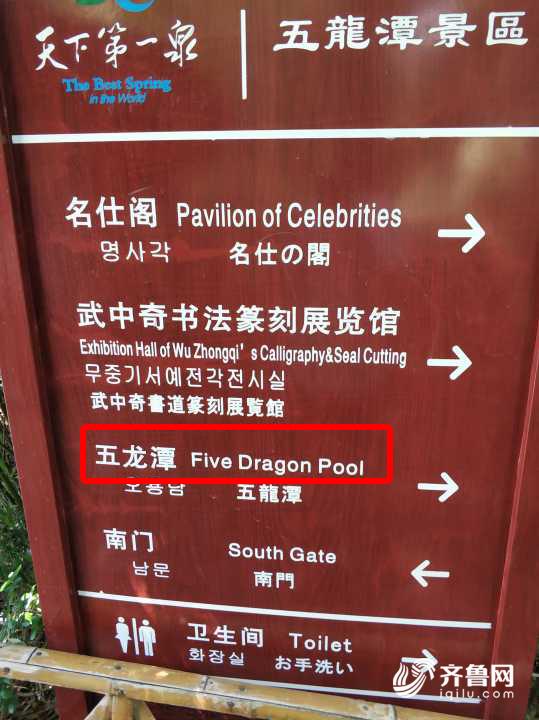 天下第一泉
The Best Spring
in the World
五龍潭景區
名仕阁 Pavilion of Celebrities
명사각 名仕の閣
武中奇书法篆刻展览馆
Exhibition Hall of Wu Zhongqi's Calligraphy&Seal Cutting
무중기서예전각전시실
武中奇書道篆刻展覧館
五龙潭 Five Dragon Pool
오룡담 五龍潭
南门 South Gate
남문 南門
卫生间 Toilet
화장실 お手洗い
齐鲁网
iqilu.com